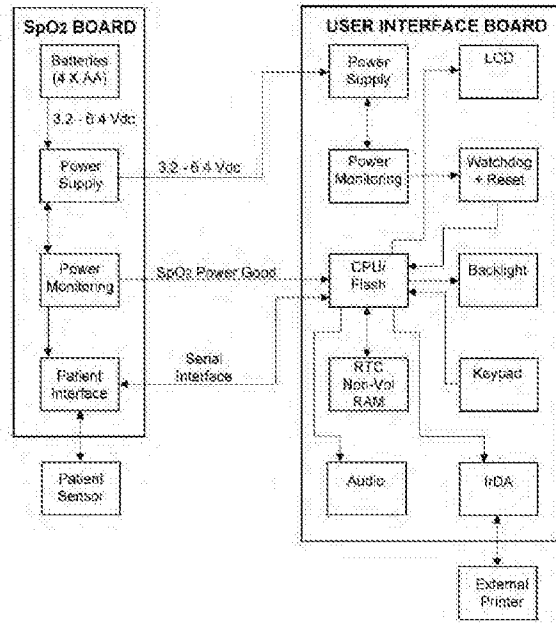 SpO2 BOARD
Batteries
(4 X AA)
3.2 - 6.4 Vdc
Power
Supply
3.2 - 6.4 Vdc
Power
Monitoring
SpO2 Power Good
Serial
Interface
Patient
Interface
Patient
Sensor
USER INTERFACE BOARD
Power
Supply
LCD
Power
Monitoring
Watchdog
+ Reset
CPU/
Flash
Backlight
RTC
Non-Vol
RAM
Keypad
Audio
IrDA
External
Printer